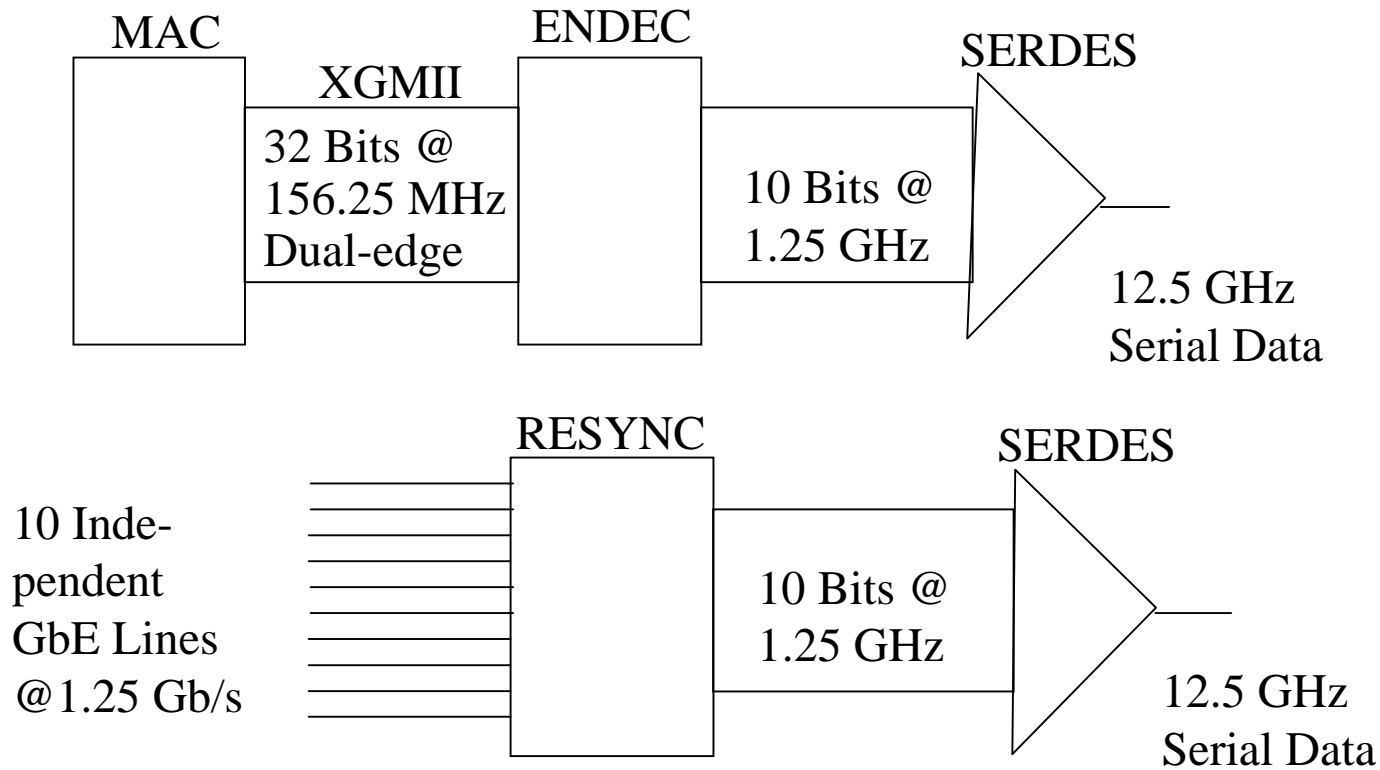 MAC
ENDEC
SERDES
XGMII
32 Bits @
156.25 MHz
Dual-edge
10 Bits @
1.25 GHz
12.5 GHz
Serial Data
RESYNC
SERDES
10 Inde-
pendent
GbE Lines
@1.25 Gb/s
10 Bits @
1.25 GHz
12.5 GHz
Serial Data